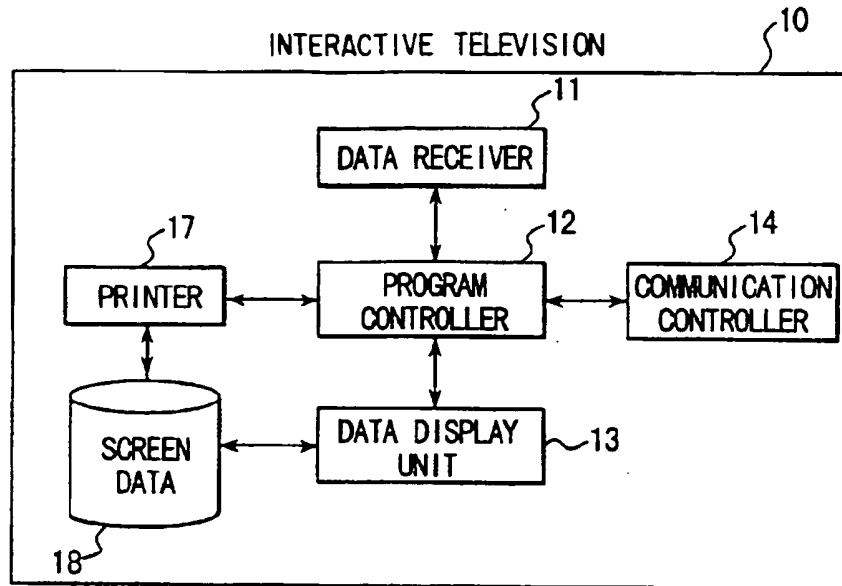 INTERACTIVE TELEVISION
10
11
DATA RECEIVER
17
12
14
PRINTER
PROGRAM
CONTROLLER
COMMUNICATION
CONTROLLER
SCREEN
DATA
DATA DISPLAY
UNIT
13
18